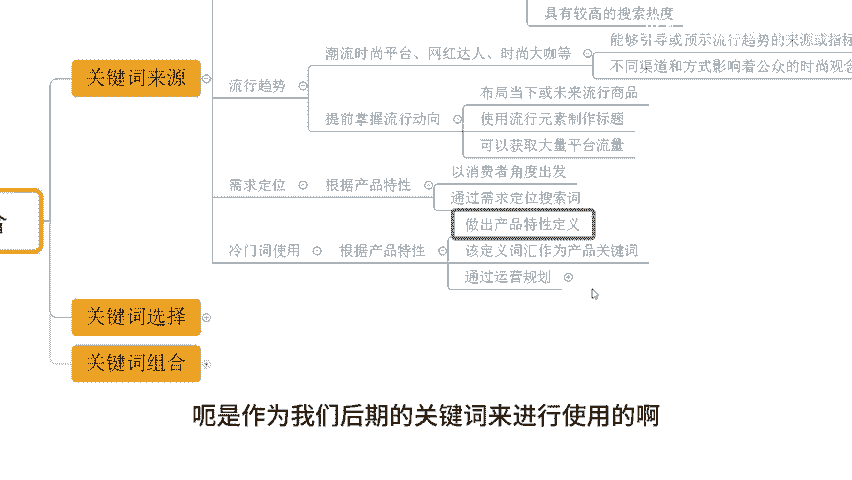 具有较高的搜索热度
能够引导或预示流行趋势的来源或指标
潮流时尚平台、网红达人、时尚大咖等
不同渠道和方式影响着公众的时尚观念
关键词来源
流行趋势
布局当下或未来流行商品
提前掌握流行动向
使用流行元素制作标题
可以获取大量平台流量
以消费者角度出发
需求定位
根据产品特性
通过需求定位搜索词
做出产品特性定义
冷门词使用
根据产品特性
该定义词汇作为产品关键词
通过运营规划
关键词选择
关键词组合
呃是作为我们后期的关键词来进行使用的啊